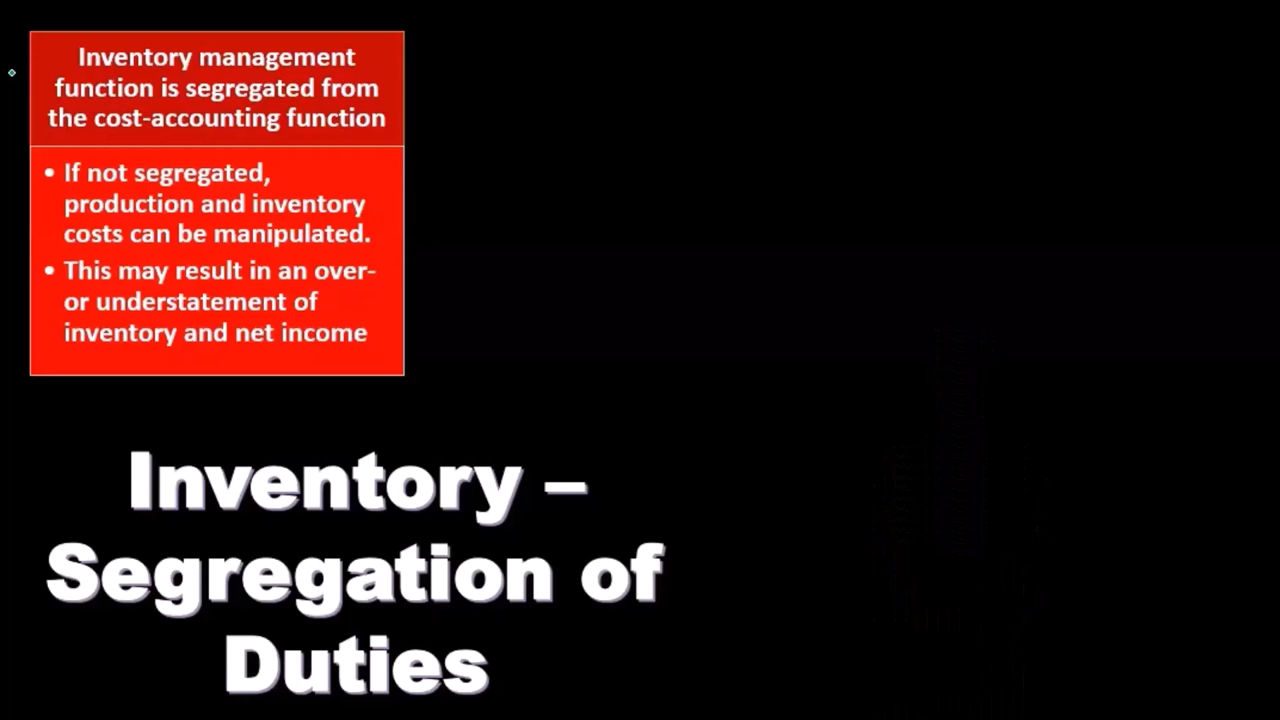 Inventory management
function is segregated from
the cost-accounting function
• If not segregated,
production and inventory
costs can be manipulated.
• This may result in an over-
or understatement of
inventory and net income
Inventory –
Segregation of
Duties